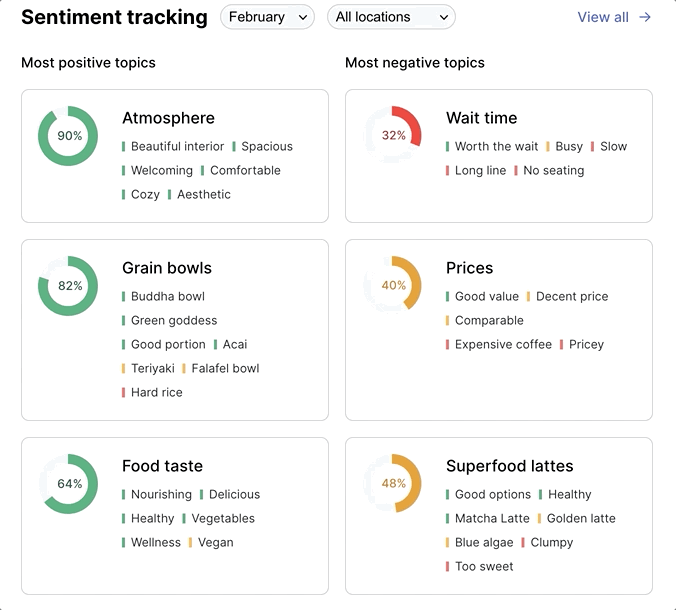 Sentiment tracking February All locations View all
Most positive topics
Most negative topics
90%
Atmosphere
Beautiful interior Spacious
Welcoming Comfortable
Cozy Aesthetic
32%
Wait time
Worth the wait Busy Slow
Long line No seating
82%
Grain bowls
Buddha bowl
Green goddess
Good portion Acai
Teriyaki Falafel bowl
Hard rice
40%
Prices
Good value Decent price
Comparable
Expensive coffee Pricey
64%
Food taste
Nourishing Delicious
Healthy Vegetables
Wellness Vegan
48%
Superfood lattes
Good options Healthy
Matcha Latte Golden latte
Blue algae Clumpy
Too sweet